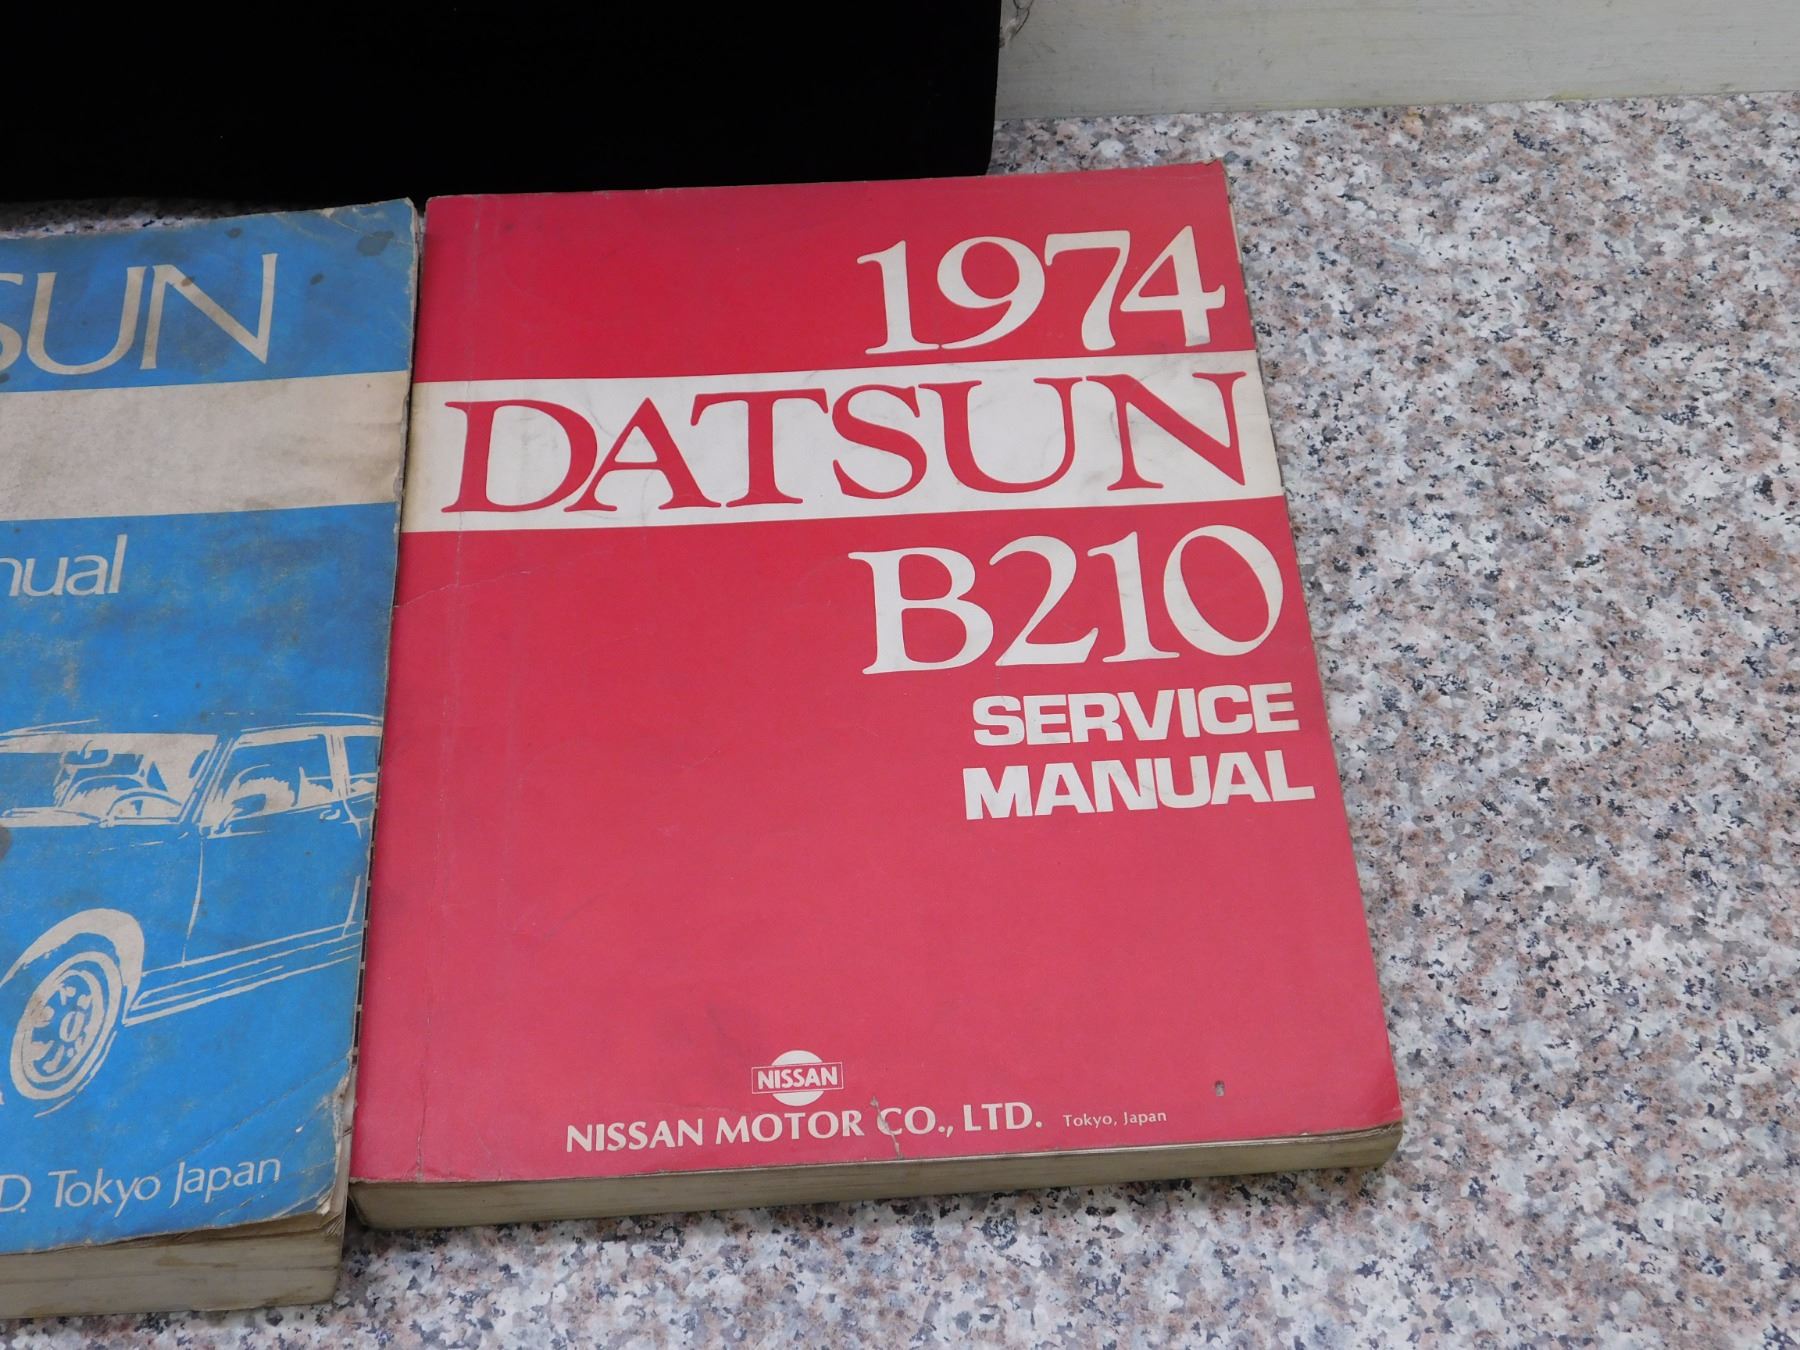 SUN
nual
D. Tokyo Japan
1974
DATSUN
B210
SERVICE
MANUAL
NISSAN
NISSAN MOTOR CO., LTD. Tokyo, Japan